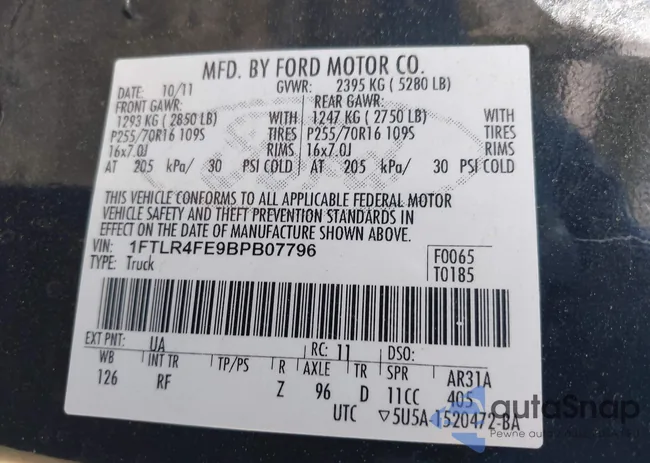 MFD. BY FORD MOTOR CO.
DATE: 10/11 GVWR: 2395 KG ( 5280 LB)
FRONT GAWR: REAR GAWR:
1293 KG ( 2850 LB) WITH 1247 KG ( 2750 LB) WITH
P255/70R16 109S TIRES P255/70R16 109S TIRES
16x7.0J RIMS 16x7.0J RIMS
AT 205 kPa/ 30 PSI COLD AT 205 kPa/ 30 PSI COLD
THIS VEHICLE CONFORMS TO ALL APPLICABLE FEDERAL MOTOR
VEHICLE SAFETY AND THEFT PREVENTION STANDARDS IN
EFFECT ON THE DATE OF MANUFACTURE SHOWN ABOVE.
VIN: 1FTLR4FE9BPB07796 F0065
TYPE: Truck T0185
EXT PNT: UA RC: 11 DSO:
WB INT TR TP/PS R AXLE TR SPR AR31A
126 RF Z 96 D 11CC 405
UTC ▽5U5A-1520472-BA
autoSnap
Pewne auto